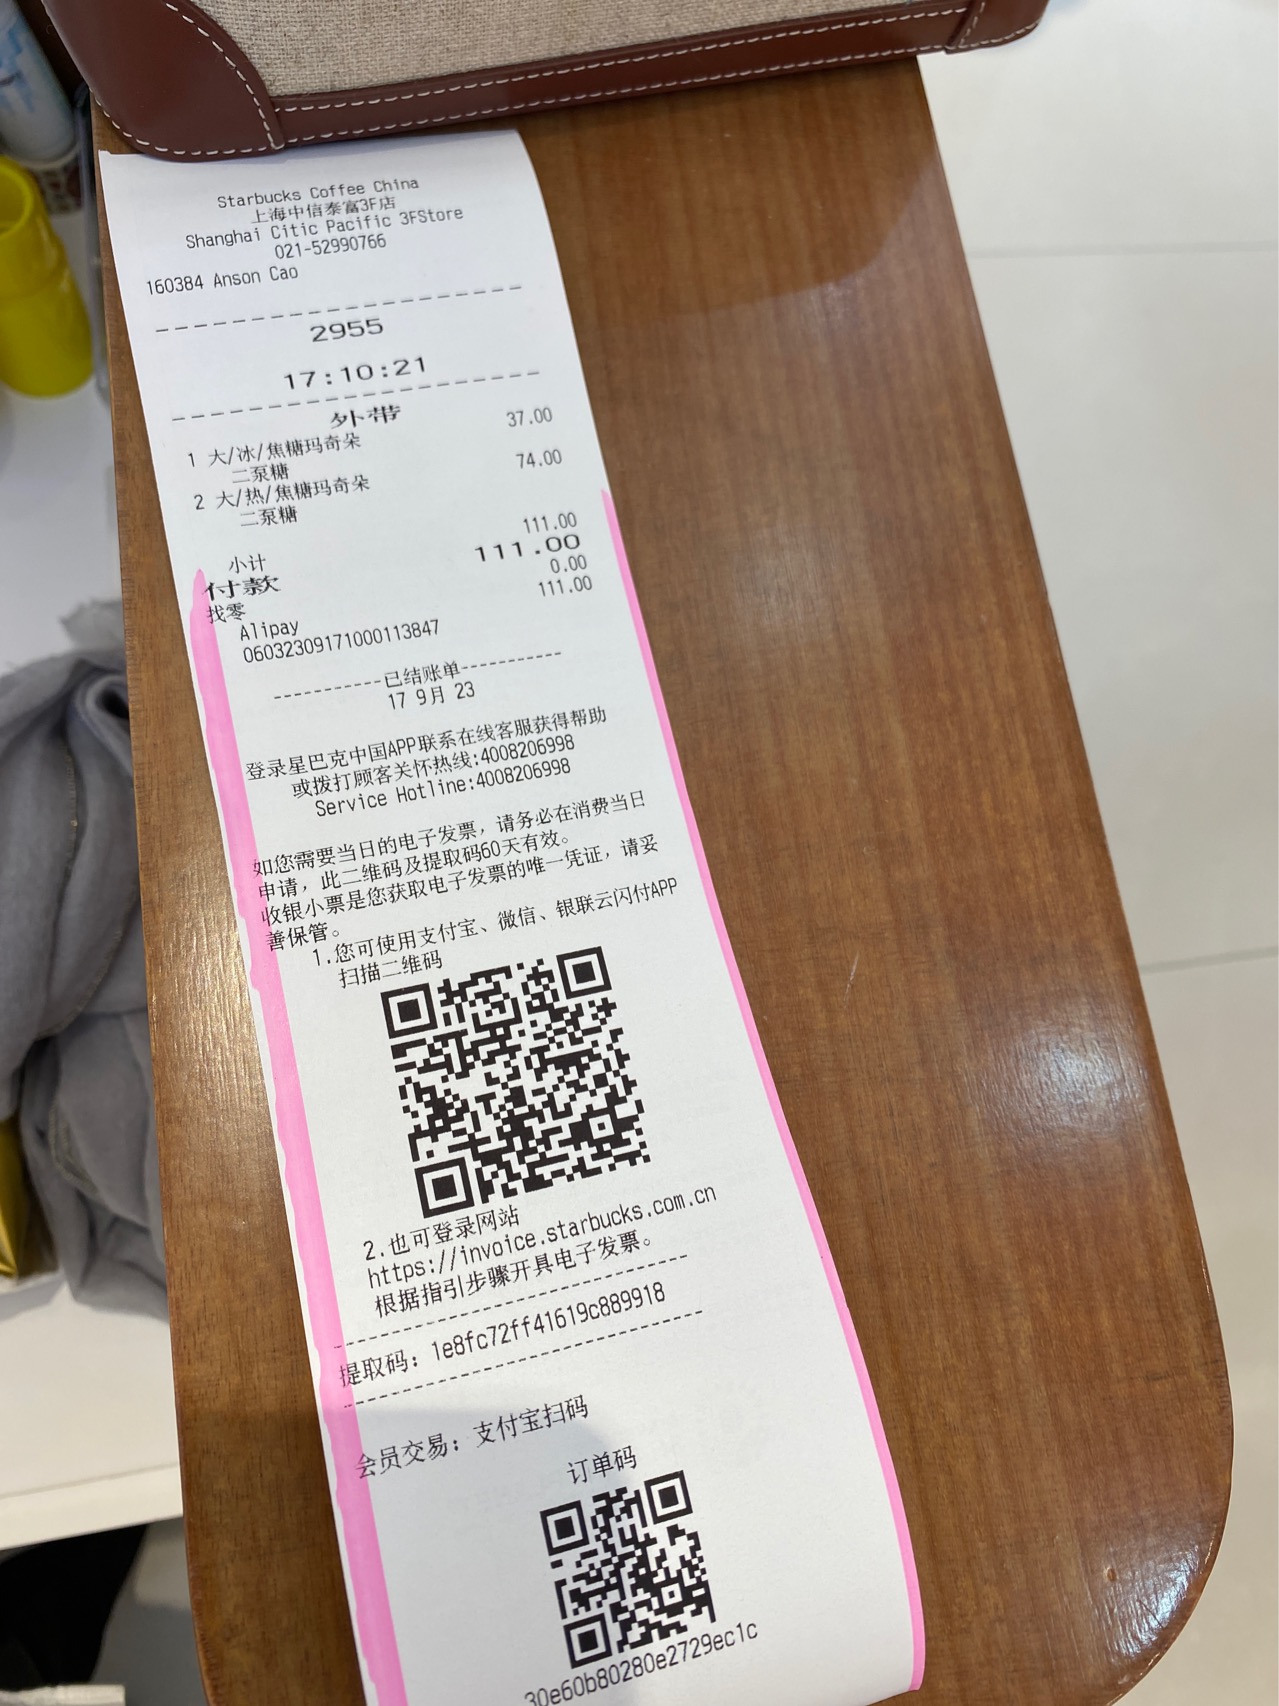 Starbucks Coffee China
上海中信泰富3F店
Shanghai Citic Pacific 3FStore
021-52990766
160384 Anson Cao
2955
17:10:21
外带
1 大/冰/焦糖玛奇朵 37.00
二泵糖
2 大/热/焦糖玛奇朵 74.00
二泵糖
小计 111.00
付款 111.00
找零 0.00
Alipay 111.00
06032309171000113847
-----------已结账单-----------
17 9月 23
登录星巴克中国APP联系在线客服获得帮助
或拨打顾客关怀热线:4008206998
Service Hotline:4008206998
如您需要当日的电子发票，请务必在消费当日
申请，此二维码及提取码60天有效。
收银小票是您获取电子发票的唯一凭证，请妥
善保管。
1.您可使用支付宝、微信、银联云闪付APP
扫描二维码
2.也可登录网站
https://invoice.starbucks.com.cn
根据指引步骤开具电子发票。
提取码: 1e8fc72ff41619c889918
会员交易: 支付宝扫码
订单码
30e60b80280e2729ec1c